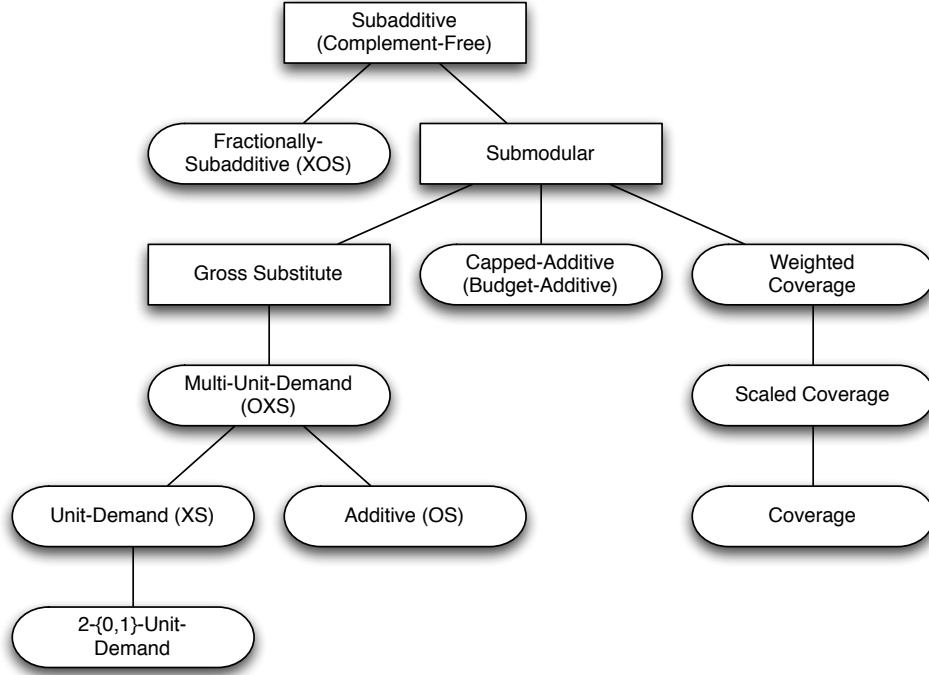 Subadditive
(Complement-Free)
Fractionally-
Subadditive (XOS)
Submodular
Gross Substitute
Capped-Additive
(Budget-Additive)
Weighted
Coverage
Multi-Unit-Demand
(OXS)
Scaled Coverage
Unit-Demand (XS)
Additive (OS)
Coverage
2-{0,1}-Unit-
Demand